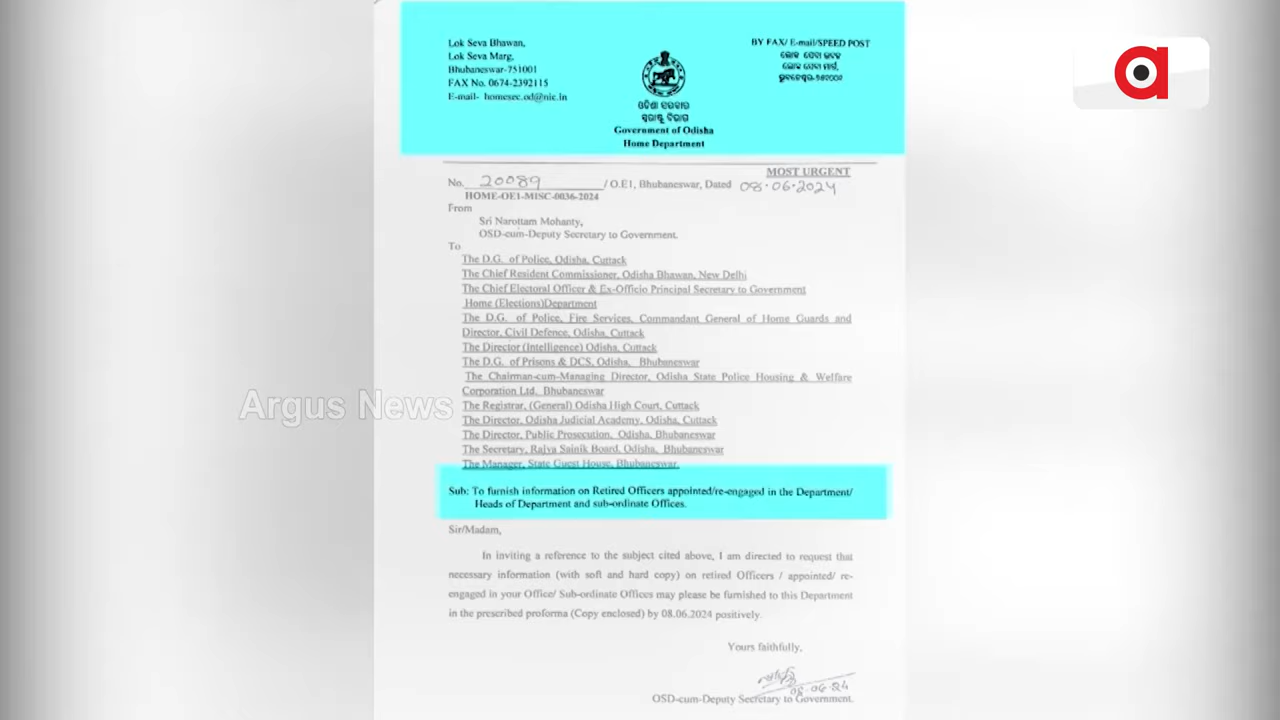 Lok Seva Bhawan,
Lok Seva Marg,
Bhubaneswar-751001
FAX No. 0674-2392115
E-mail- homesec.od@nic.in
BY FAX/ E-mail/SPEED POST
ଲୋକ ସେବା ଭବନ
ଲୋକ ସେବା ମାର୍ଗ,
ଭୁବନେଶ୍ୱର-୭୫୧୦୦୧
ଓଡ଼ିଶା ସରକାର
ସ୍ୱରାଷ୍ଟ୍ର ବିଭାଗ
Government of Odisha
Home Department
MOST URGENT
No. 20089 / O.E1, Bhubaneswar, Dated 08.06.2024
HOME-OE1-MISC-0036-2024
From
Sri Narottam Mohanty,
OSD-cum-Deputy Secretary to Government.
To
The D.G. of Police, Odisha, Cuttack
The Chief Resident Commissioner, Odisha Bhawan, New Delhi
The Chief Electoral Officer & Ex-Officio Principal Secretary to Government
Home (Elections)Department
The D.G. of Police, Fire Services, Commandant General of Home Guards and
Director, Civil Defence, Odisha, Cuttack
The Director (Intelligence) Odisha, Cuttack
The D.G. of Prisons & DCS, Odisha, Bhubaneswar
The Chairman-cum-Managing Director, Odisha State Police Housing & Welfare
Corporation Ltd, Bhubaneswar
The Registrar, (General) Odisha High Court, Cuttack
The Director, Odisha Judicial Academy, Odisha, Cuttack
The Director, Public Prosecution, Odisha, Bhubaneswar
The Secretary, Rajya Sainik Board, Odisha, Bhubaneswar
The Manager, State Guest House, Bhubaneswar.
Sub: To furnish information on Retired Officers appointed/re-engaged in the Department/
Heads of Department and sub-ordinate Offices.
Sir/Madam,
In inviting a reference to the subject cited above, I am directed to request that
necessary information (with soft and hard copy) on retired Officers / appointed/ re-
engaged in your Office/ Sub-ordinate Offices may please be furnished to this Department
in the prescribed proforma (Copy enclosed) by 08.06.2024 positively.
Yours faithfully,
08-06-24
OSD-cum-Deputy Secretary to Government.
Argus News
a